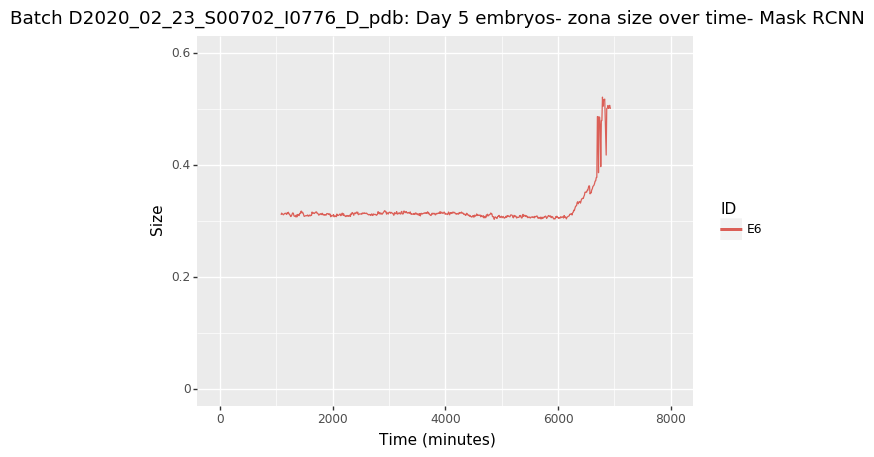 Batch D2020_02_23_S00702_I0776_D_pdb: Day 5 embryos- zona size over time- Mask RCNN
0.6
0.4
0.2
0
Size
0 2000 4000 6000 8000
Time (minutes)
ID
E6